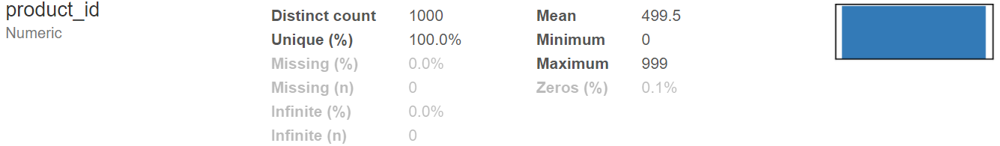 product_id
Numeric
Distinct count 1000
Unique (%) 100.0%
Missing (%) 0.0%
Missing (n) 0
Infinite (%) 0.0%
Infinite (n) 0
Mean 499.5
Minimum 0
Maximum 999
Zeros (%) 0.1%